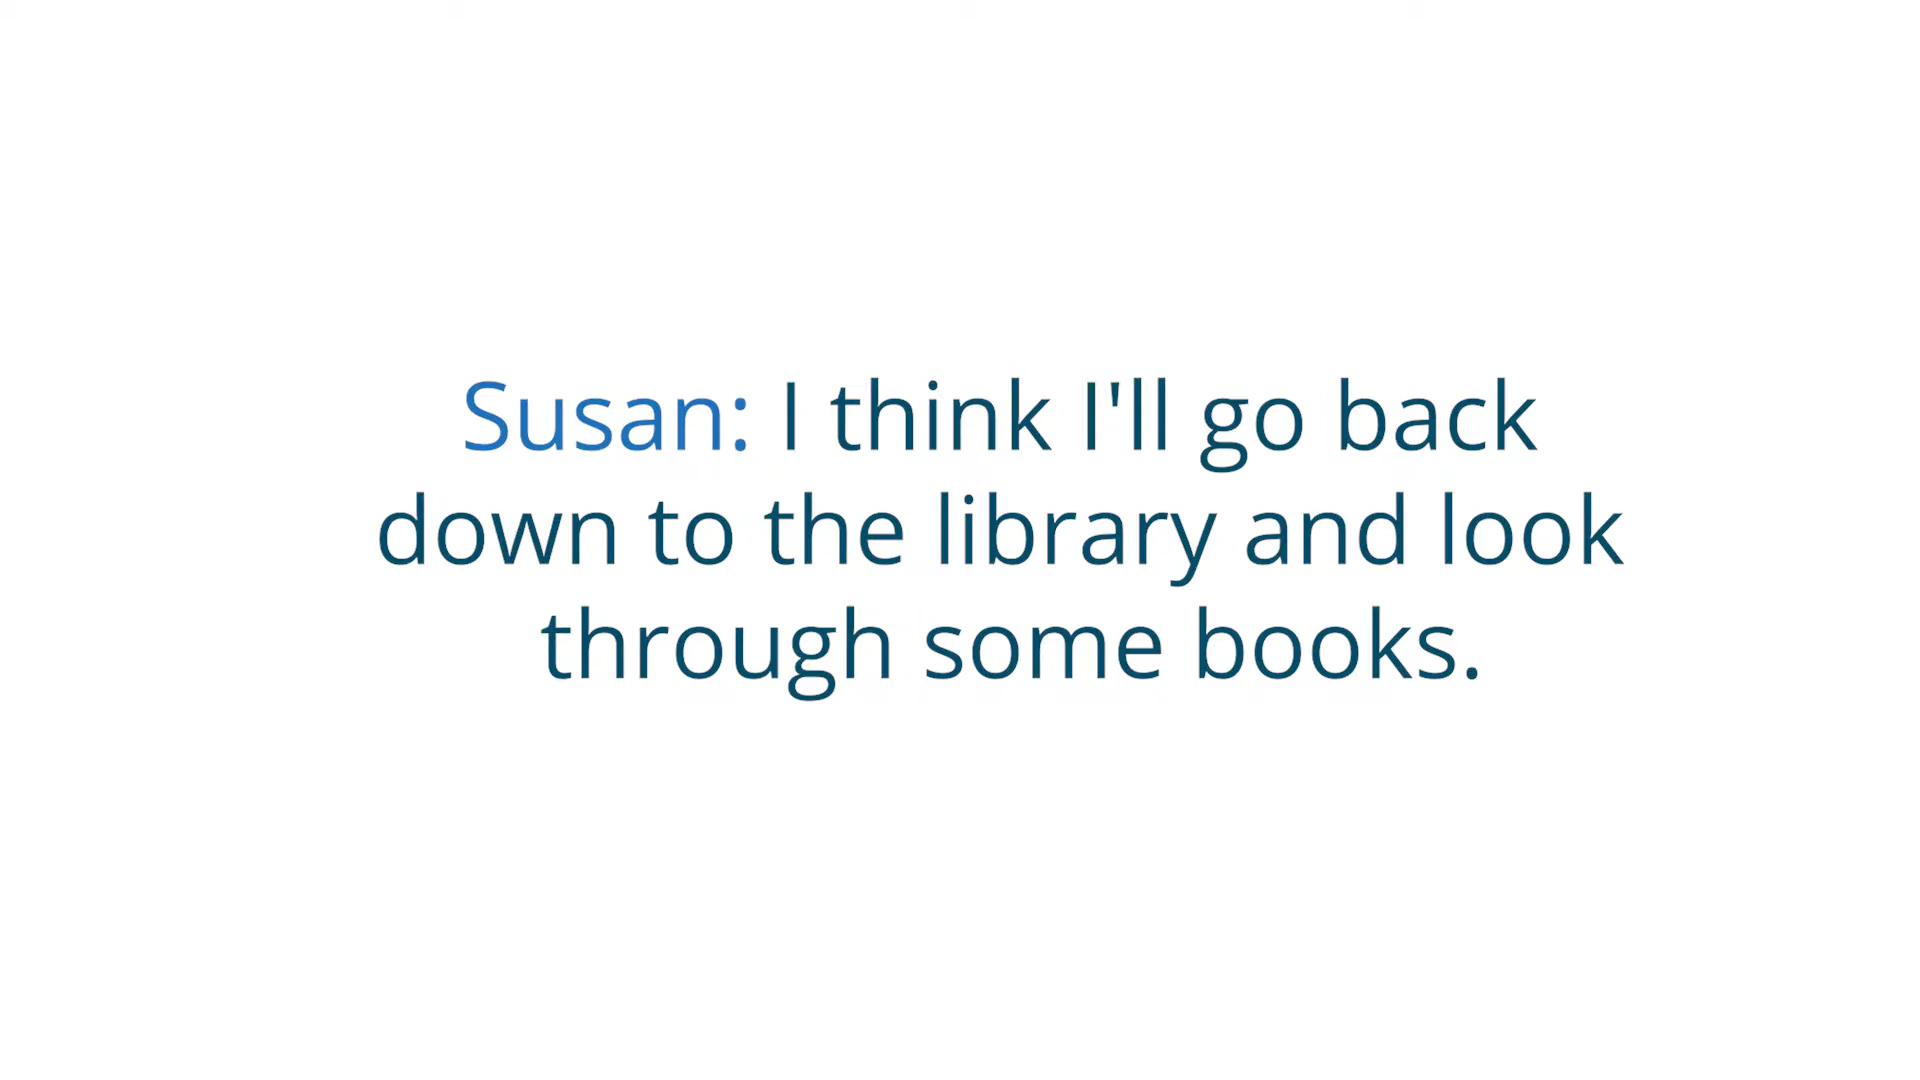 Susan: I think I'll go back
down to the library and look
through some books.